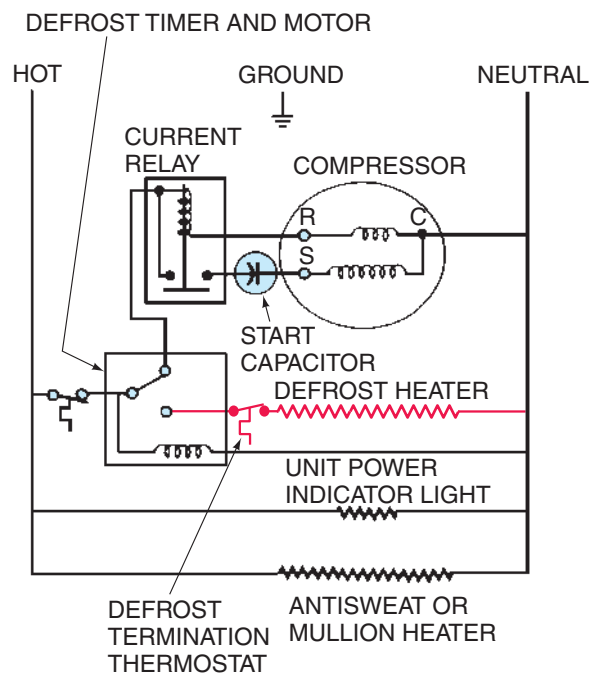 DEFROST TIMER AND MOTOR
HOT
GROUND
NEUTRAL
CURRENT
RELAY
COMPRESSOR
R
C
S
START
CAPACITOR
DEFROST HEATER
UNIT POWER
INDICATOR LIGHT
DEFROST
TERMINATION
THERMOSTAT
ANTISWEAT OR
MULLION HEATER